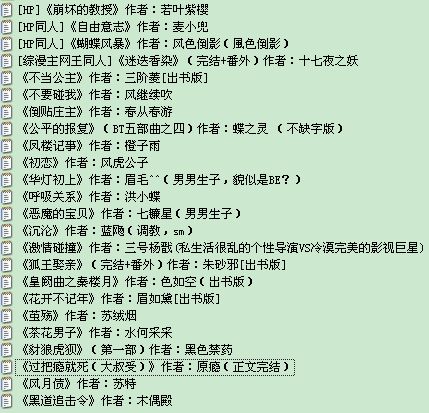 [HP]《崩坏的教授》作者：若叶紫樱
[HP同人]《自由意志》作者：麦小兜
[HP同人]《蝴蝶风暴》作者：风色倒影（風色倒影）
[综漫主网王同人]《迷迭香染》（完结+番外）作者：十七夜之妖
《不当公主》作者：三阶菱[出书版]
《不要碰我》作者：风继续吹
《倒贴庄主》作者：春从春游
《公平的报复》（BT五部曲之四）作者：蝶之灵 （不缺字版）
《凤楼记事》作者：橙子雨
《初恋》作者：风虎公子
《华灯初上》作者：眉毛^^（男男生子，貌似是BE？）
《呼吸关系》作者：洪小蝶
《恶魔的宝贝》作者：七镰星（男男生子）
《沉沦》作者：蓝飏（调教，sm）
《激情碰撞》作者：三号杨戬(私生活很乱的个性导演VS冷漠完美的影视巨星)
《狐王娶亲》（完结+番外）作者：朱砂邪[出书版]
《皇阙曲之秦楼月》作者：色如空（出书版）
《花开不记年》作者：眉如黛[出书版]
《茧殇》作者：苏绒烟
《茶花男子》作者：水何采采
《豺狼虎狈》（第一部）作者：黑色禁药
《过把瘾就死（大叔受）》作者：原瘾（正文完结）
《风月债》作者：苏特
《黑道追击令》作者：木偶殿